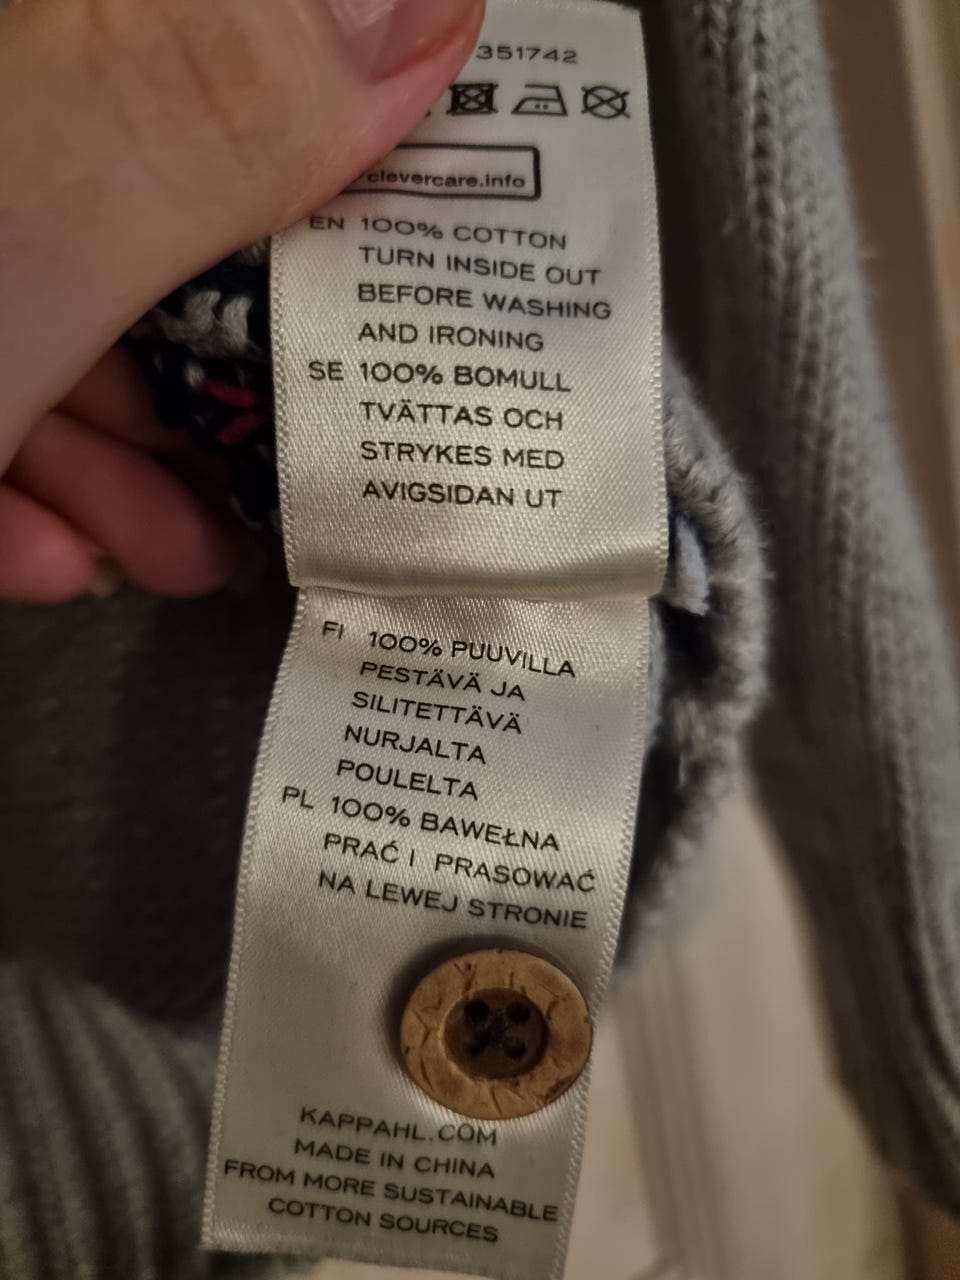 351742
clevercare.info
EN 100% COTTON
TURN INSIDE OUT
BEFORE WASHING
AND IRONING
SE 100% BOMULL
TVÄTTAS OCH
STRYKES MED
AVIGSIDAN UT
FI 100% PUUVILLA
PESTÄVÄ JA
SILITETTÄVÄ
NURJALTA
POULELTA
PL 100% BAWEŁNA
PRAĆ I PRASOWAĆ
NA LEWEJ STRONIE
KAPPAHL.COM
MADE IN CHINA
FROM MORE SUSTAINABLE
COTTON SOURCES